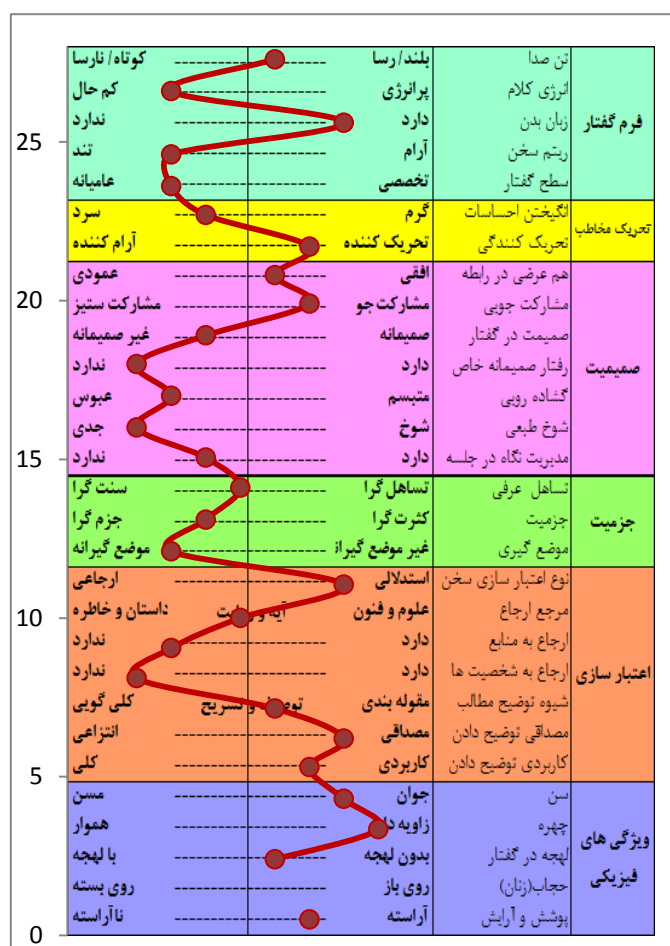 فرم گفتار
تن صدا بلند/ رسا کوتاه/ نارسا
انرژی کلام پرانرژی کم حال
زبان بدن دارد ندارد
ریتم سخن آرام تند
سطح گفتار تخصصی عامیانه
تحریک مخاطب
انگیختن احساسات گرم سرد
تحریک کنندگی تحریک کننده آرام کننده
صمیمیت
هم عرضی در رابطه افقی عمودی
مشارکت جویی مشارکت جو مشارکت ستیز
صمیمت در گفتار صمیمانه غیر صمیمانه
رفتار صمیمانه خاص دارد ندارد
گشاده رویی متبسم عبوس
شوخ طبعی شوخ جدی
مدیریت نگاه در جلسه دارد ندارد
جزمیت
تساهل عرفی تساهل گرا سنت گرا
جزمیت کثرت گرا جزم گرا
موضع گیری غیر موضع گیرانه موضع گیرانه
اعتبار سازی
نوع اعتبار سازی سخن استدلالی ارجاعی
مرجع ارجاع علوم و فنون داستان و خاطره
ارجاع به منابع دارد ندارد
ارجاع به شخصیت ها دارد ندارد
شیوه توضیح مطالب مقوله بندی کلی گویی
مصداقی توضیح دادن مصداقی انتزاعی
کاربردی توضیح دادن کاربردی کلی
ویژگی های فیزیکی
سن جوان مسن
چهره زاویه هموار
لهجه در گفتار بدون لهجه با لهجه
حجاب(زنان) روی باز روی بسته
پوشش و آرایش آراسته ناآراسته
25
20
15
10
5
0